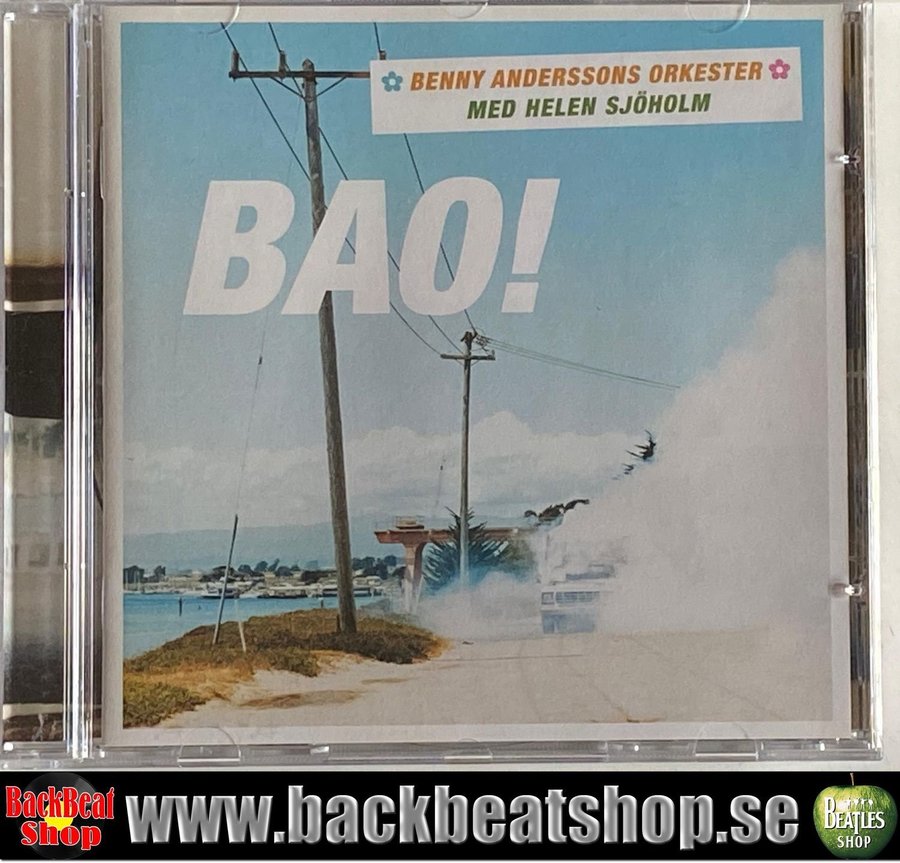 BENNY ANDERSSONS ORKESTER
MED HELEN SJÖHOLM
BAO!
BackBeat
Shop
www.backbeatshop.se
BEATLES
SHOP